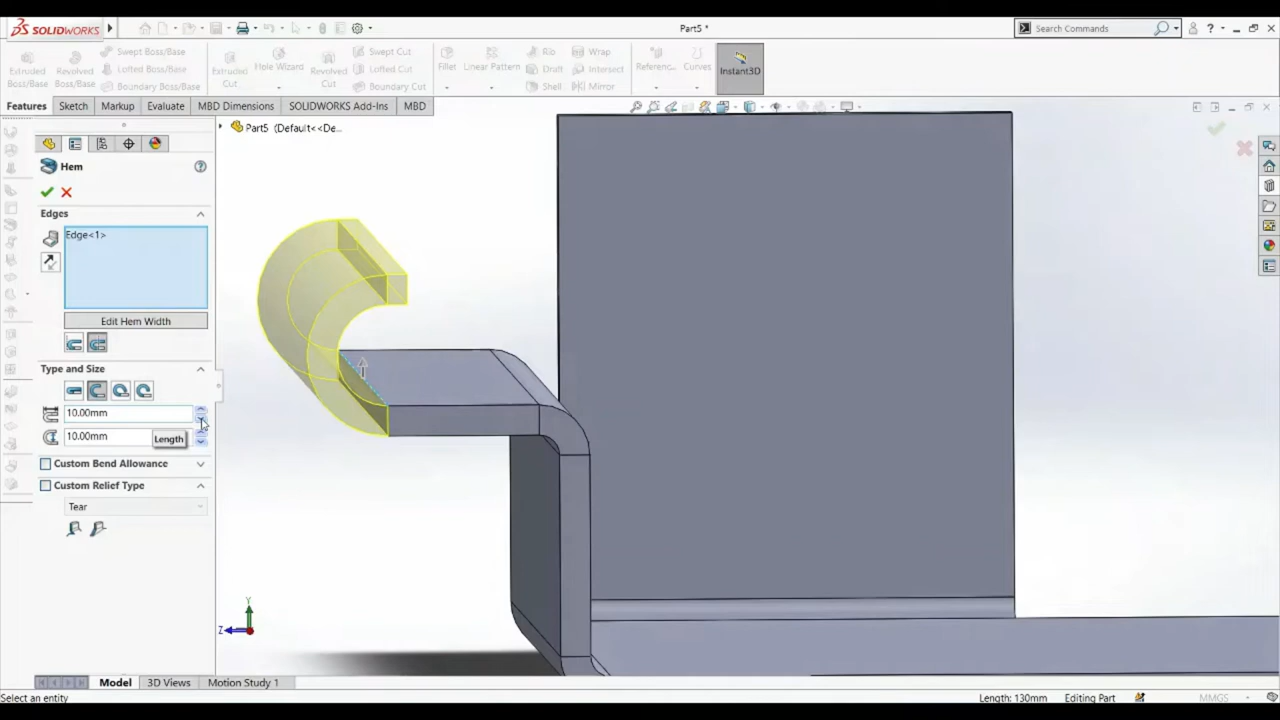 SOLIDWORKS
Part5 *
Search Commands
Extruded Boss/Base
Revolved Boss/Base
Swept Boss/Base
Lofted Boss/Base
Boundary Boss/Base
Extruded Cut
Hole Wizard
Revolved Cut
Swept Cut
Lofted Cut
Boundary Cut
Fillet
Linear Pattern
Rib
Draft
Shell
Wrap
Intersect
Mirror
Referenc...
Curves
Instant3D
Features
Sketch
Markup
Evaluate
MBD Dimensions
SOLIDWORKS Add-Ins
MBD
Part5 (Default<<De...
Hem
Edges
Edge<1>
Edit Hem Width
Type and Size
10.00mm
10.00mm
Length
Custom Bend Allowance
Custom Relief Type
Tear
Y
Z
Model
3D Views
Motion Study 1
Select an entity
Length: 130mm
Editing Part
MMGS